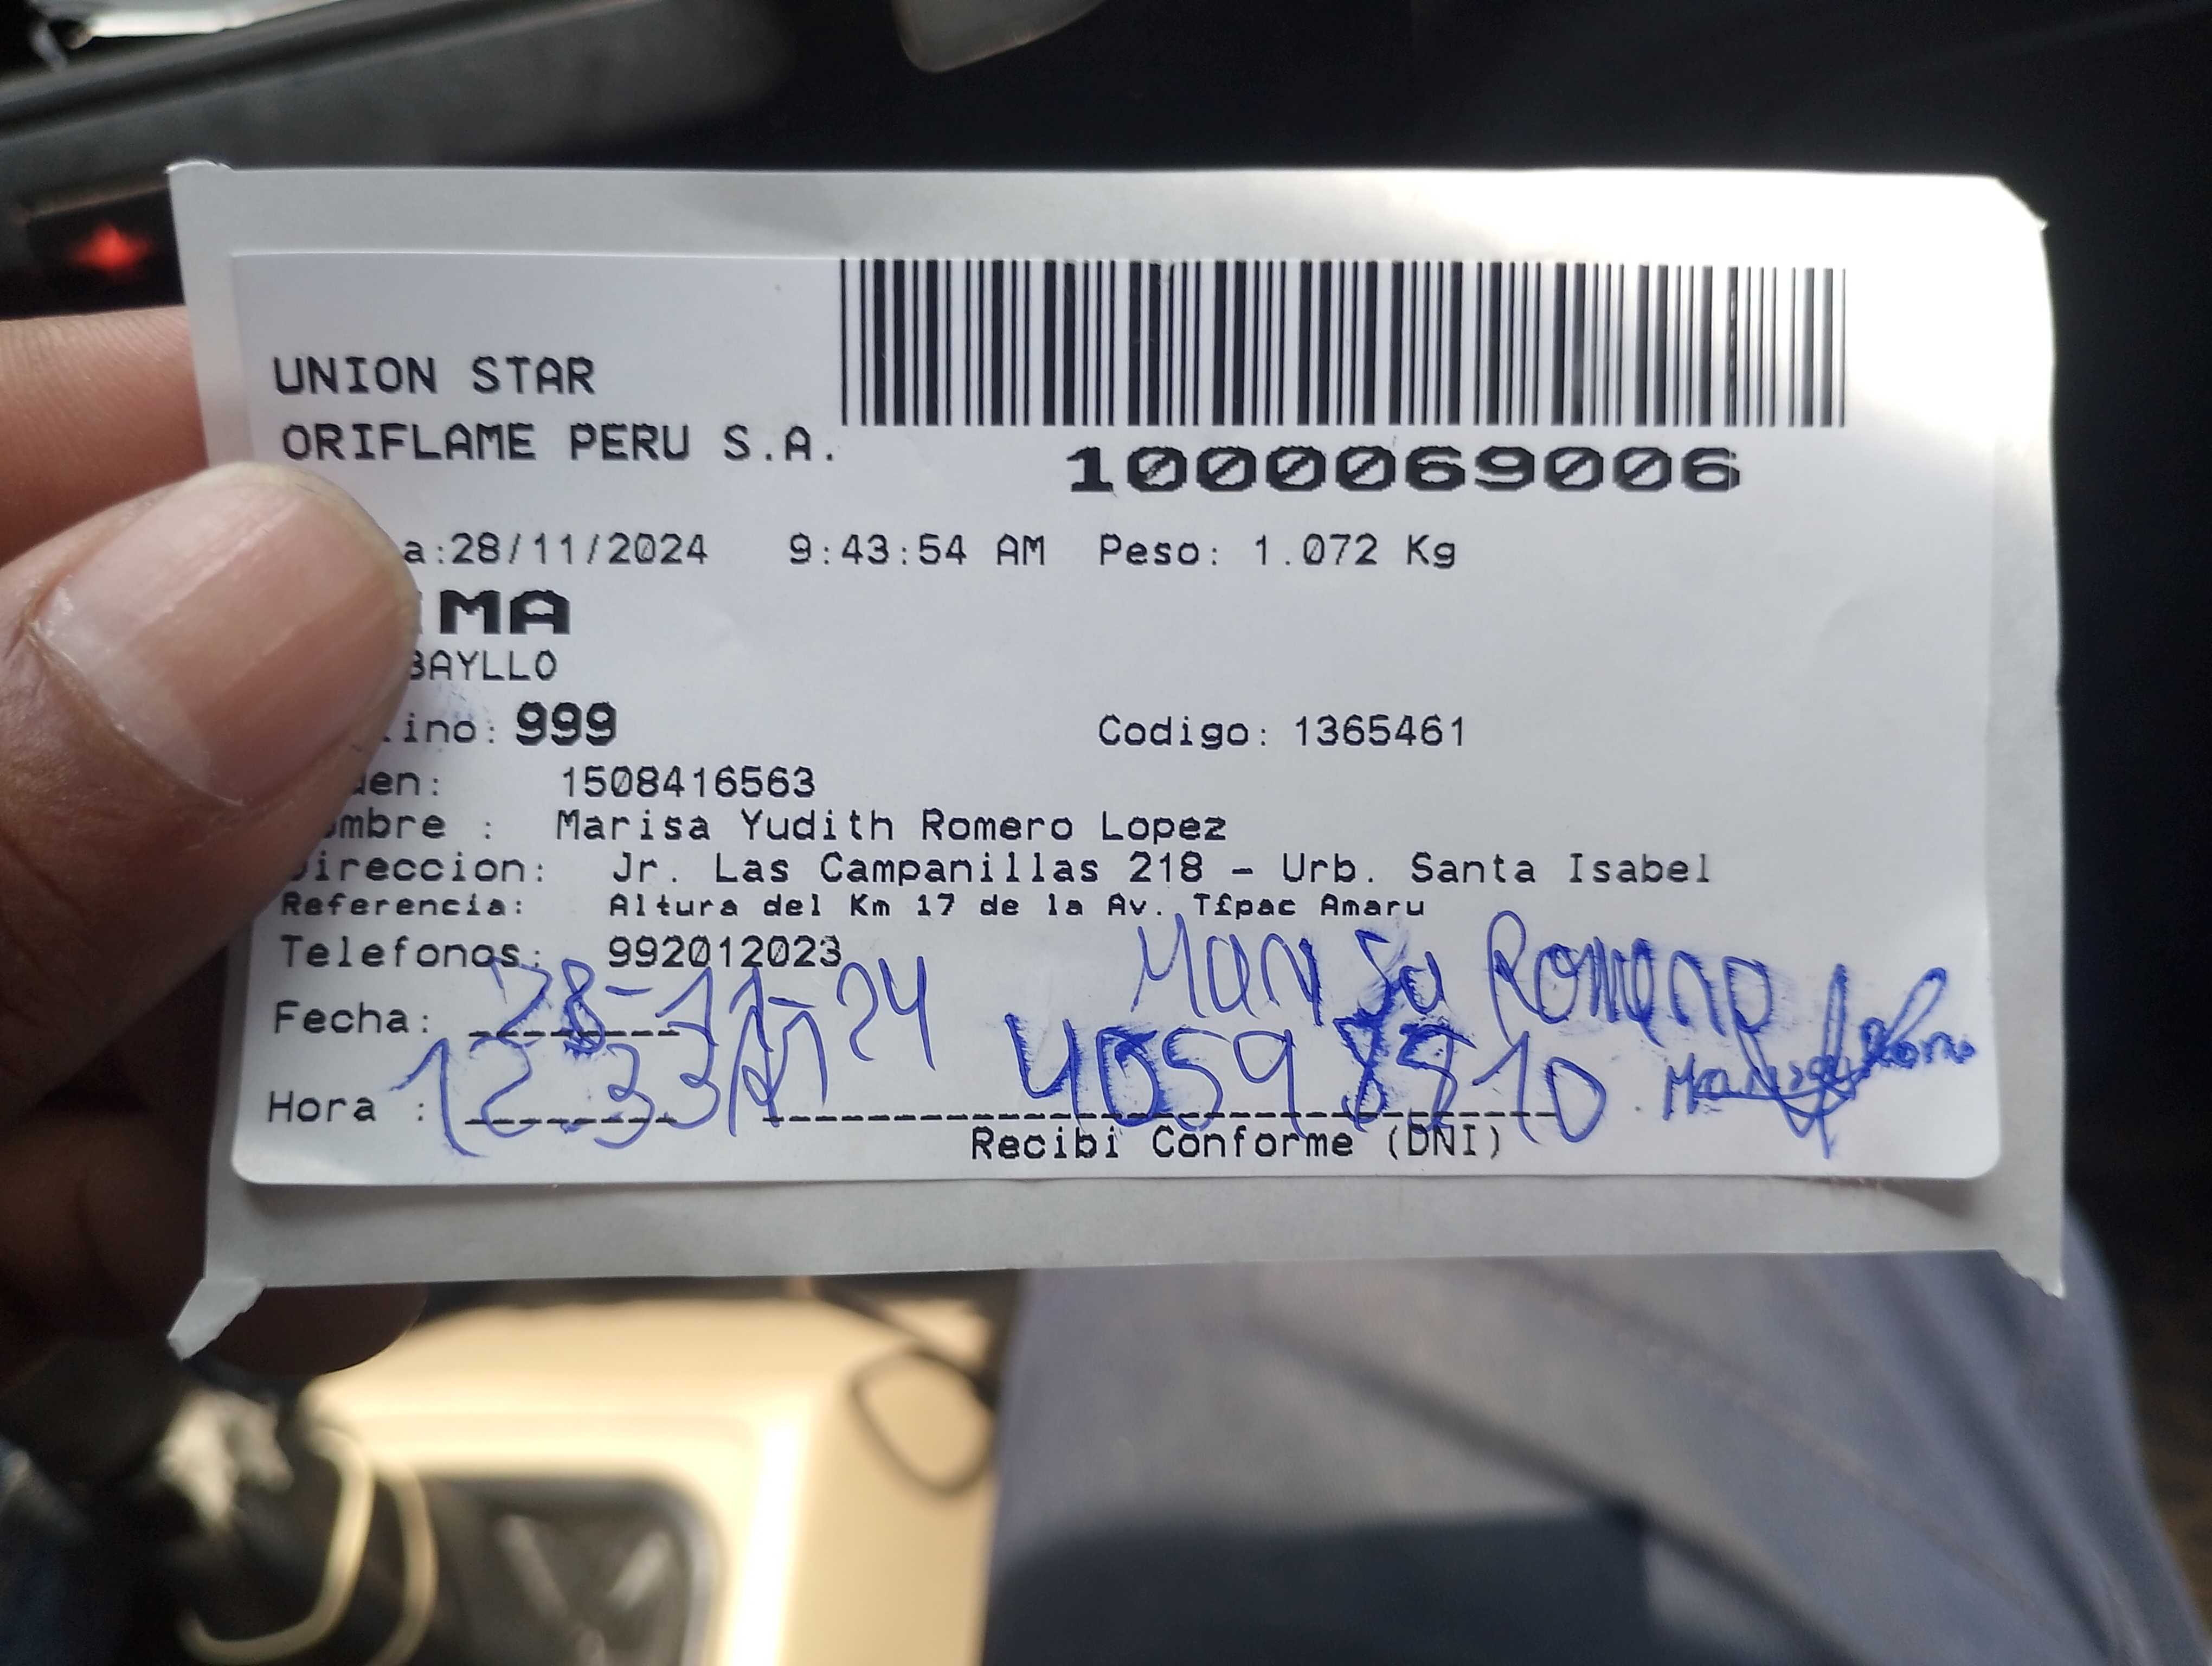 UNION STAR
ORIFLAME PERU S.A.
1000069006
a:28/11/2024 9:43:54 AM Peso: 1.072 Kg
MA
BAYLLO
ino: 999 Codigo: 1365461
den: 1508416563
mbre : Marisa Yudith Romero Lopez
ireccion: Jr. Las Campanillas 218 - Urb. Santa Isabel
Referencia: Altura del Km 17 de la Av. T£pac Amaru
Telefonos: 992012023
Marisa Romero
Fecha: 28-11-24
Hora : 12 33
Recibi Conforme (DNI)